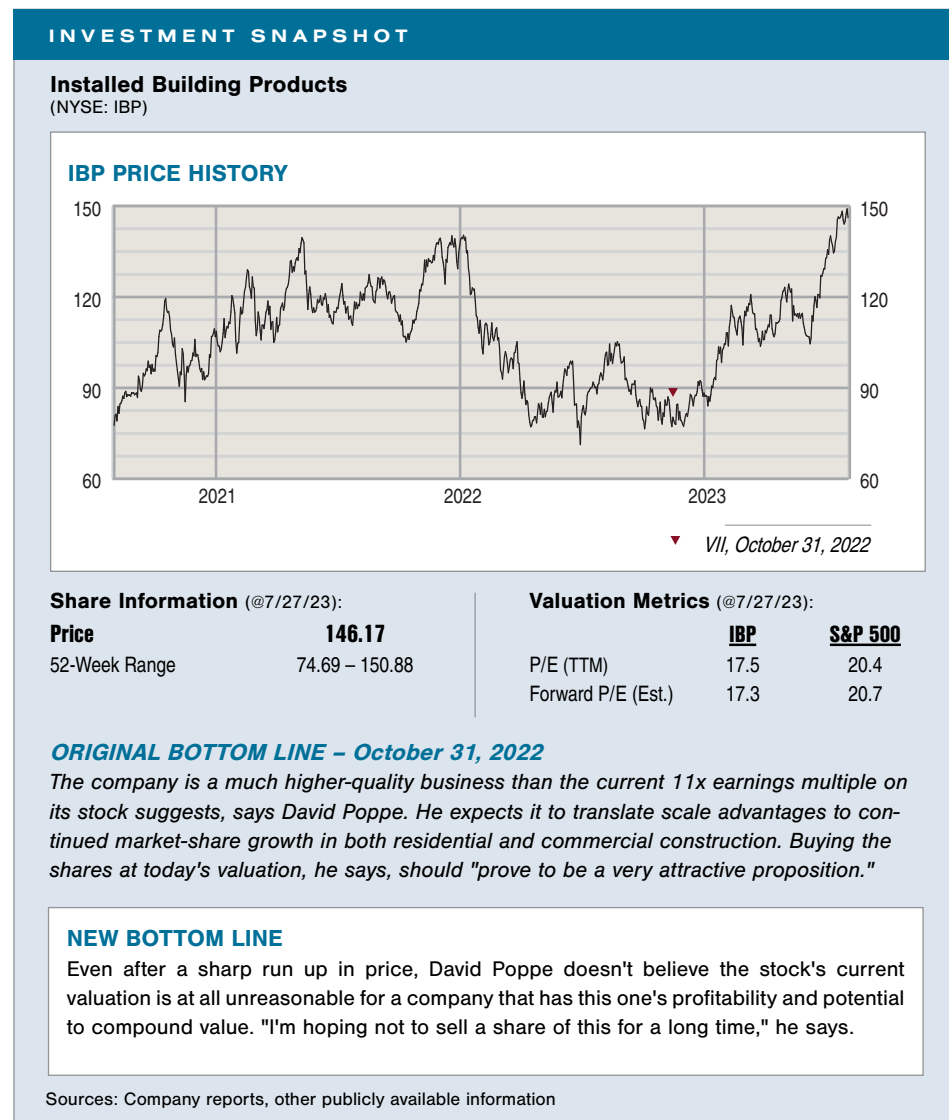 INVESTMENT SNAPSHOT
Installed Building Products
(NYSE: IBP)
IBP PRICE HISTORY
150 150
120 120
90 90
60 60
2021 2022 2023
VII, October 31, 2022
Share Information (@7/27/23):
Price 146.17
52-Week Range 74.69 – 150.88
Valuation Metrics (@7/27/23):
IBP S&P 500
P/E (TTM) 17.5 20.4
Forward P/E (Est.) 17.3 20.7
ORIGINAL BOTTOM LINE – October 31, 2022
The company is a much higher-quality business than the current 11x earnings multiple on
its stock suggests, says David Poppe. He expects it to translate scale advantages to con-
tinued market-share growth in both residential and commercial construction. Buying the
shares at today's valuation, he says, should "prove to be a very attractive proposition."
NEW BOTTOM LINE
Even after a sharp run up in price, David Poppe doesn't believe the stock's current
valuation is at all unreasonable for a company that has this one's profitability and potential
to compound value. "I'm hoping not to sell a share of this for a long time," he says.
Sources: Company reports, other publicly available information